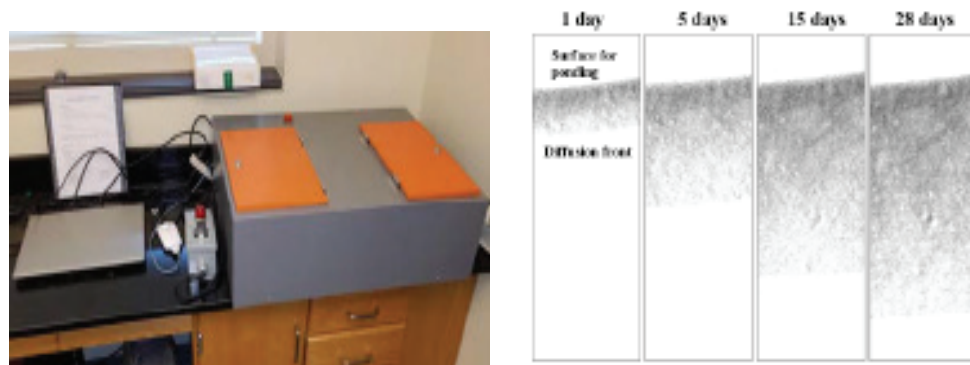 1 day
5 days
15 days
28 days
Surface for
ponding
Diffusion front